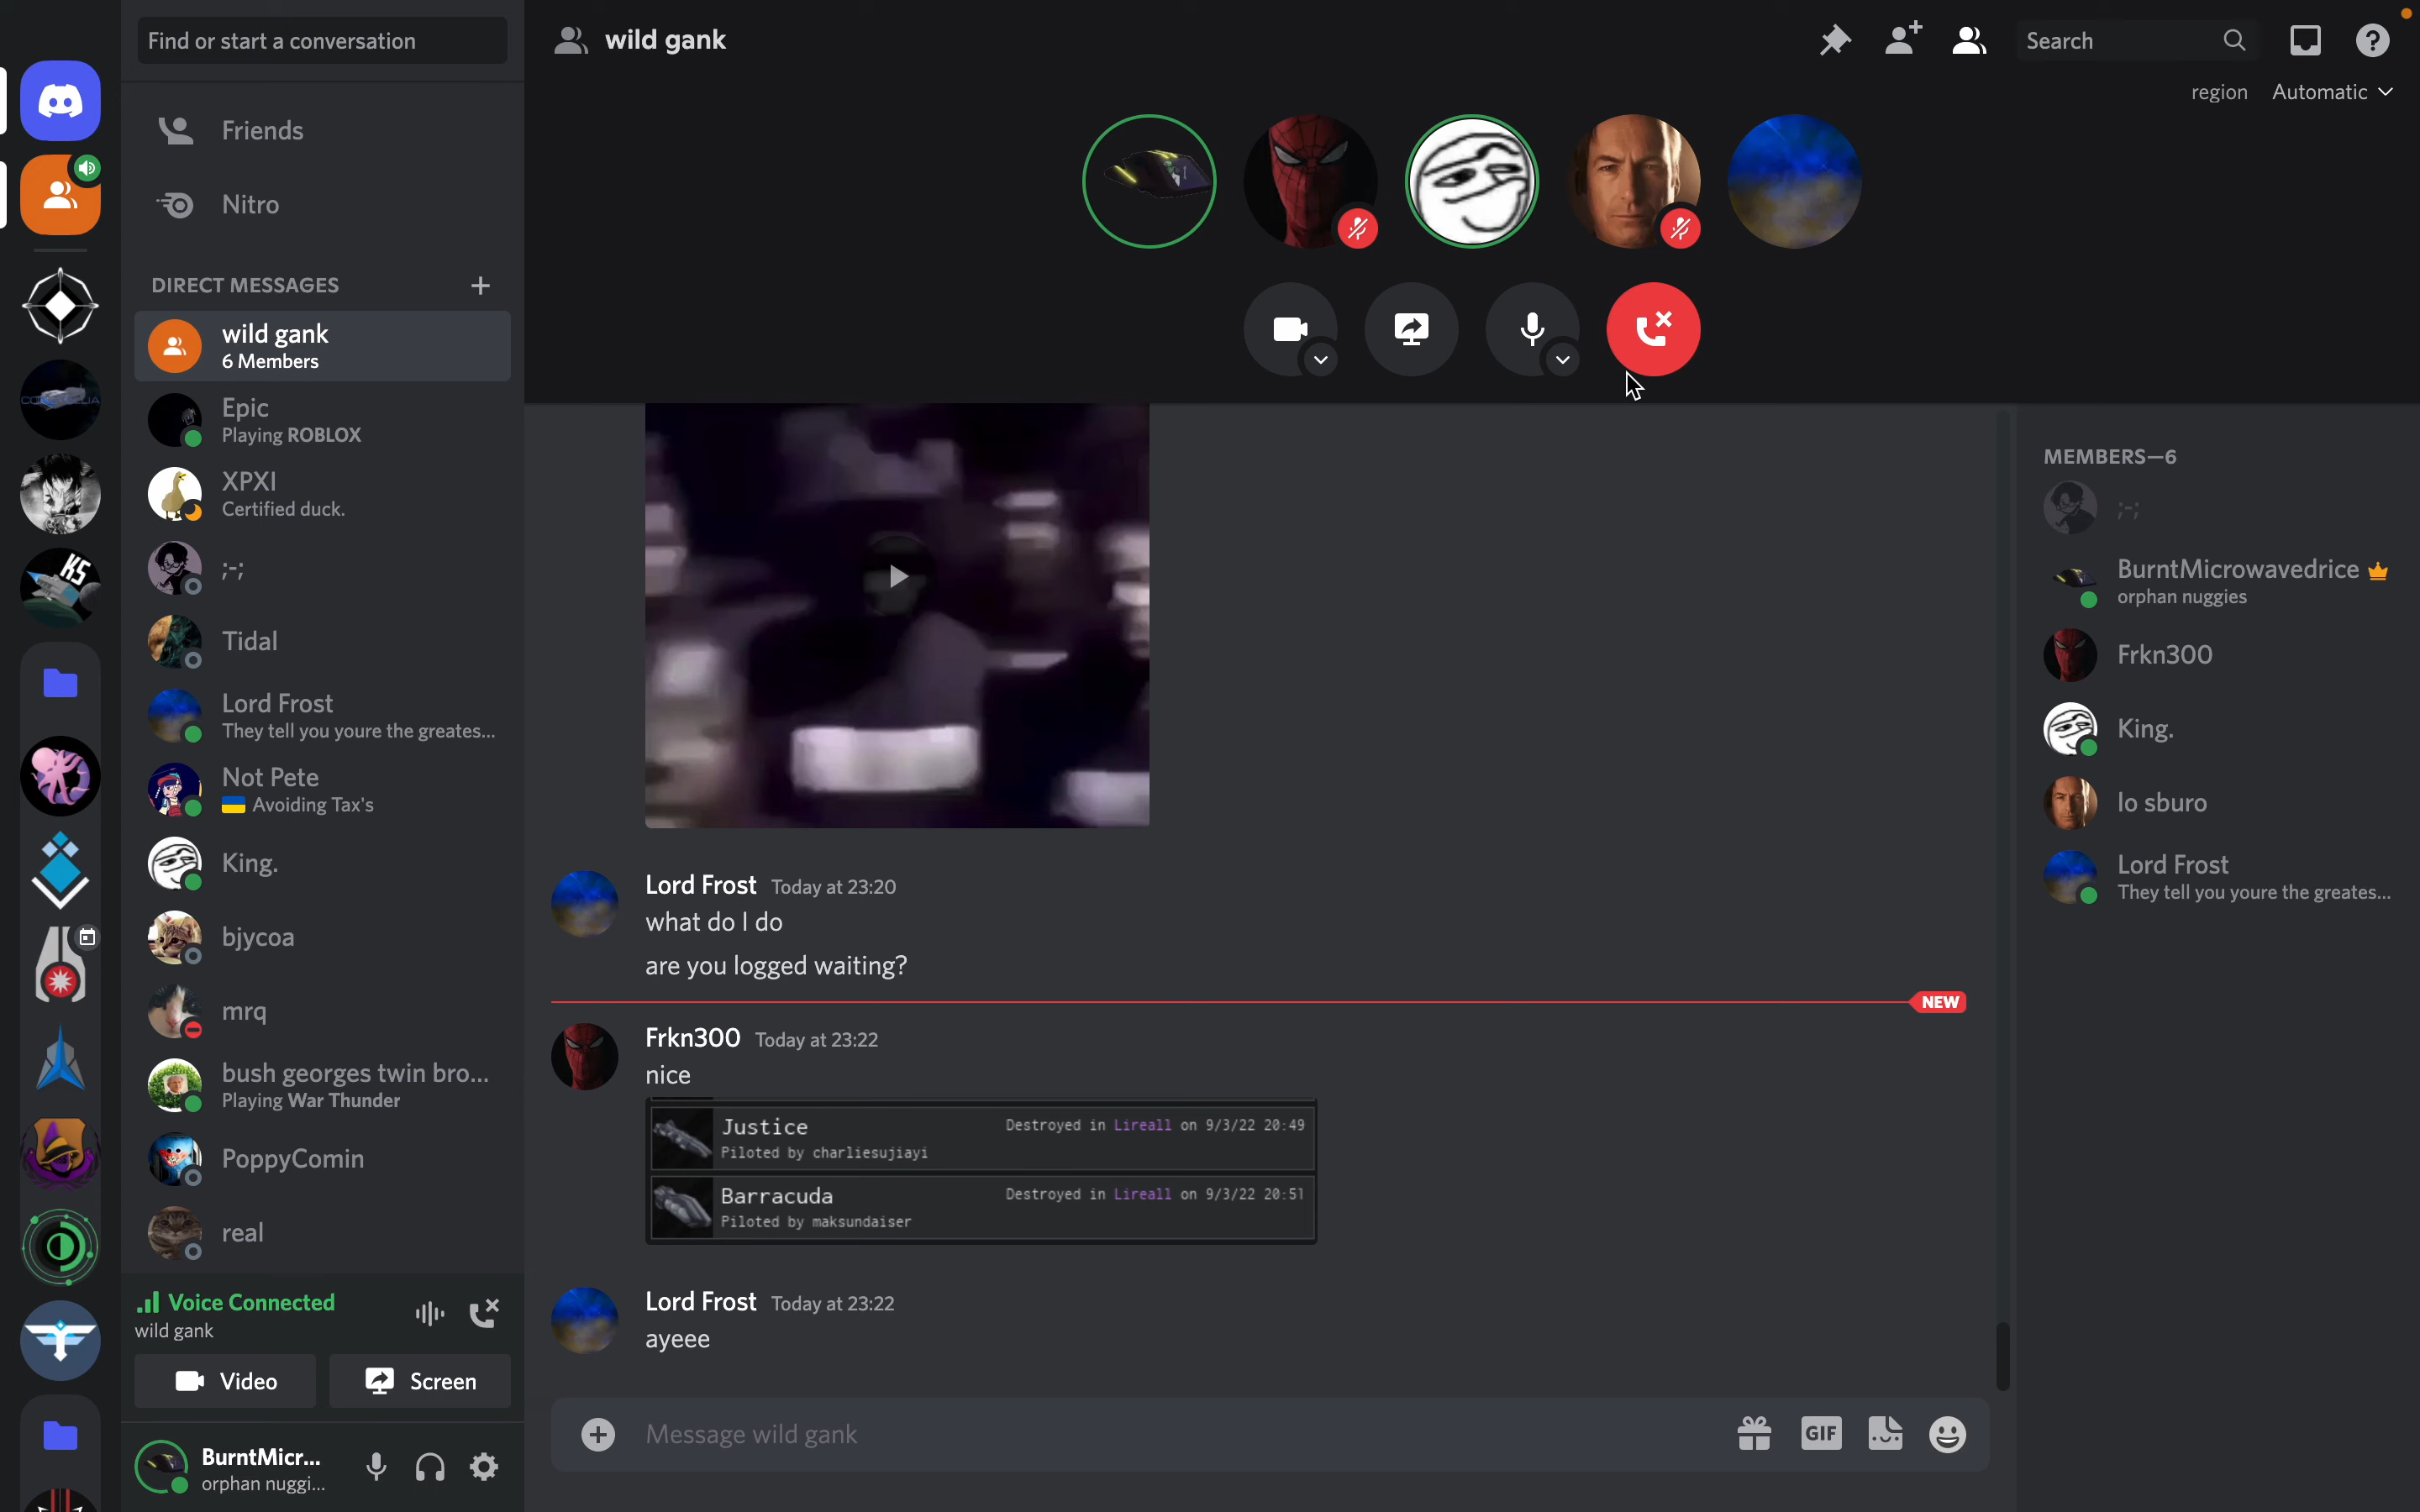 Find or start a conversation
Friends
Nitro
DIRECT MESSAGES
wild gank
6 Members
Epic
Playing ROBLOX
XPXI
Certified duck.
;-;
Tidal
Lord Frost
They tell you youre the greates...
Not Pete
Avoiding Tax's
King.
bjycoa
mrq
bush georges twin bro...
Playing War Thunder
PoppyComin
real
Voice Connected
wild gank
Video
Screen
BurntMicr...
orphan nuggi...
KS
wild gank
Search
region Automatic
Lord Frost Today at 23:20
what do I do
are you logged waiting?
NEW
Frkn300 Today at 23:22
nice
Justice Destroyed in Lireall on 9/3/22 20:49
Piloted by charliesujiayi
Barracuda Destroyed in Lireall on 9/3/22 20:51
Piloted by maksundaiser
Lord Frost Today at 23:22
ayeee
Message wild gank
GIF
MEMBERS—6
;-;
BurntMicrowavedrice
orphan nuggies
Frkn300
King.
lo sburo
Lord Frost
They tell you youre the greates...